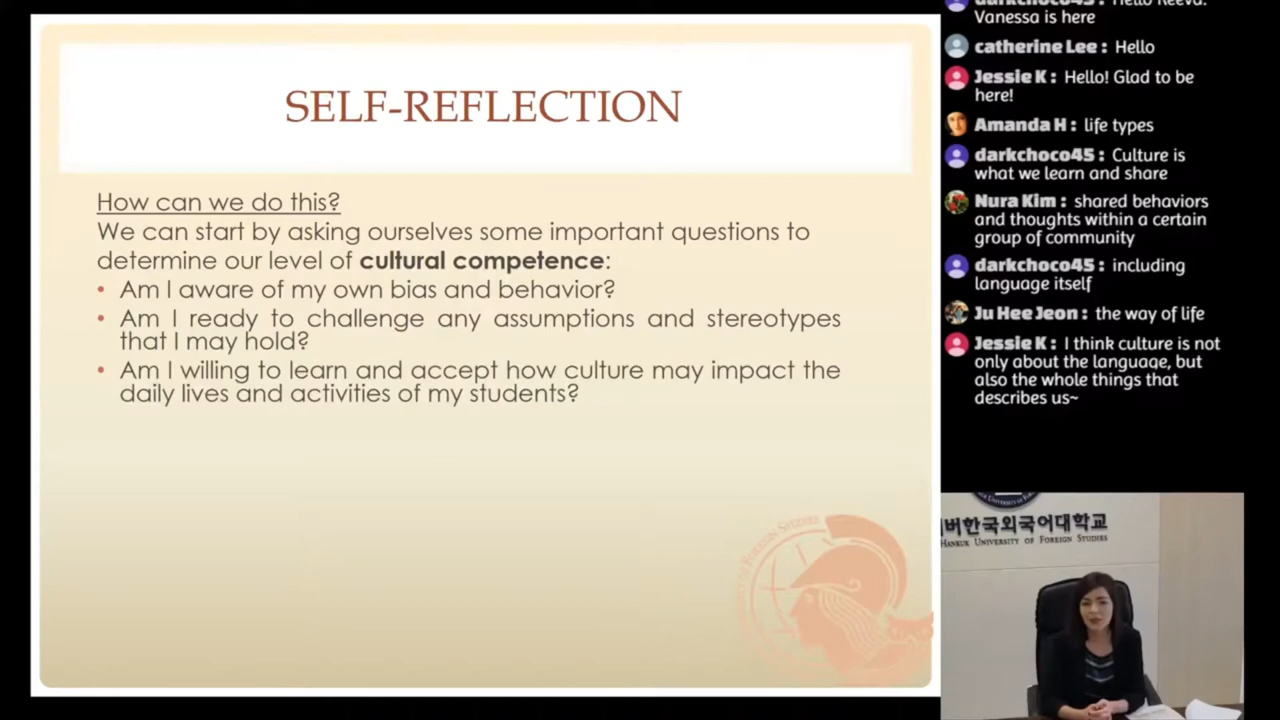 SELF-REFLECTION
How can we do this?
We can start by asking ourselves some important questions to
determine our level of cultural competence:
• Am I aware of my own bias and behavior?
• Am I ready to challenge any assumptions and stereotypes
that I may hold?
• Am I willing to learn and accept how culture may impact the
daily lives and activities of my students?
Vanessa is here
catherine Lee : Hello
Jessie K : Hello! Glad to be
here!
Amanda H : life types
darkchoco45 : Culture is
what we learn and share
Nura Kim : shared behaviors
and thoughts within a certain
group of community
darkchoco45 : including
language itself
Ju Hee Jeon : the way of life
Jessie K : I think culture is not
only about the language, but
also the whole things that
describes us~
버한국외국어대학교
HANKUK UNIVERSITY OF FOREIGN STUDIES
OF FOREIGN STUDIES